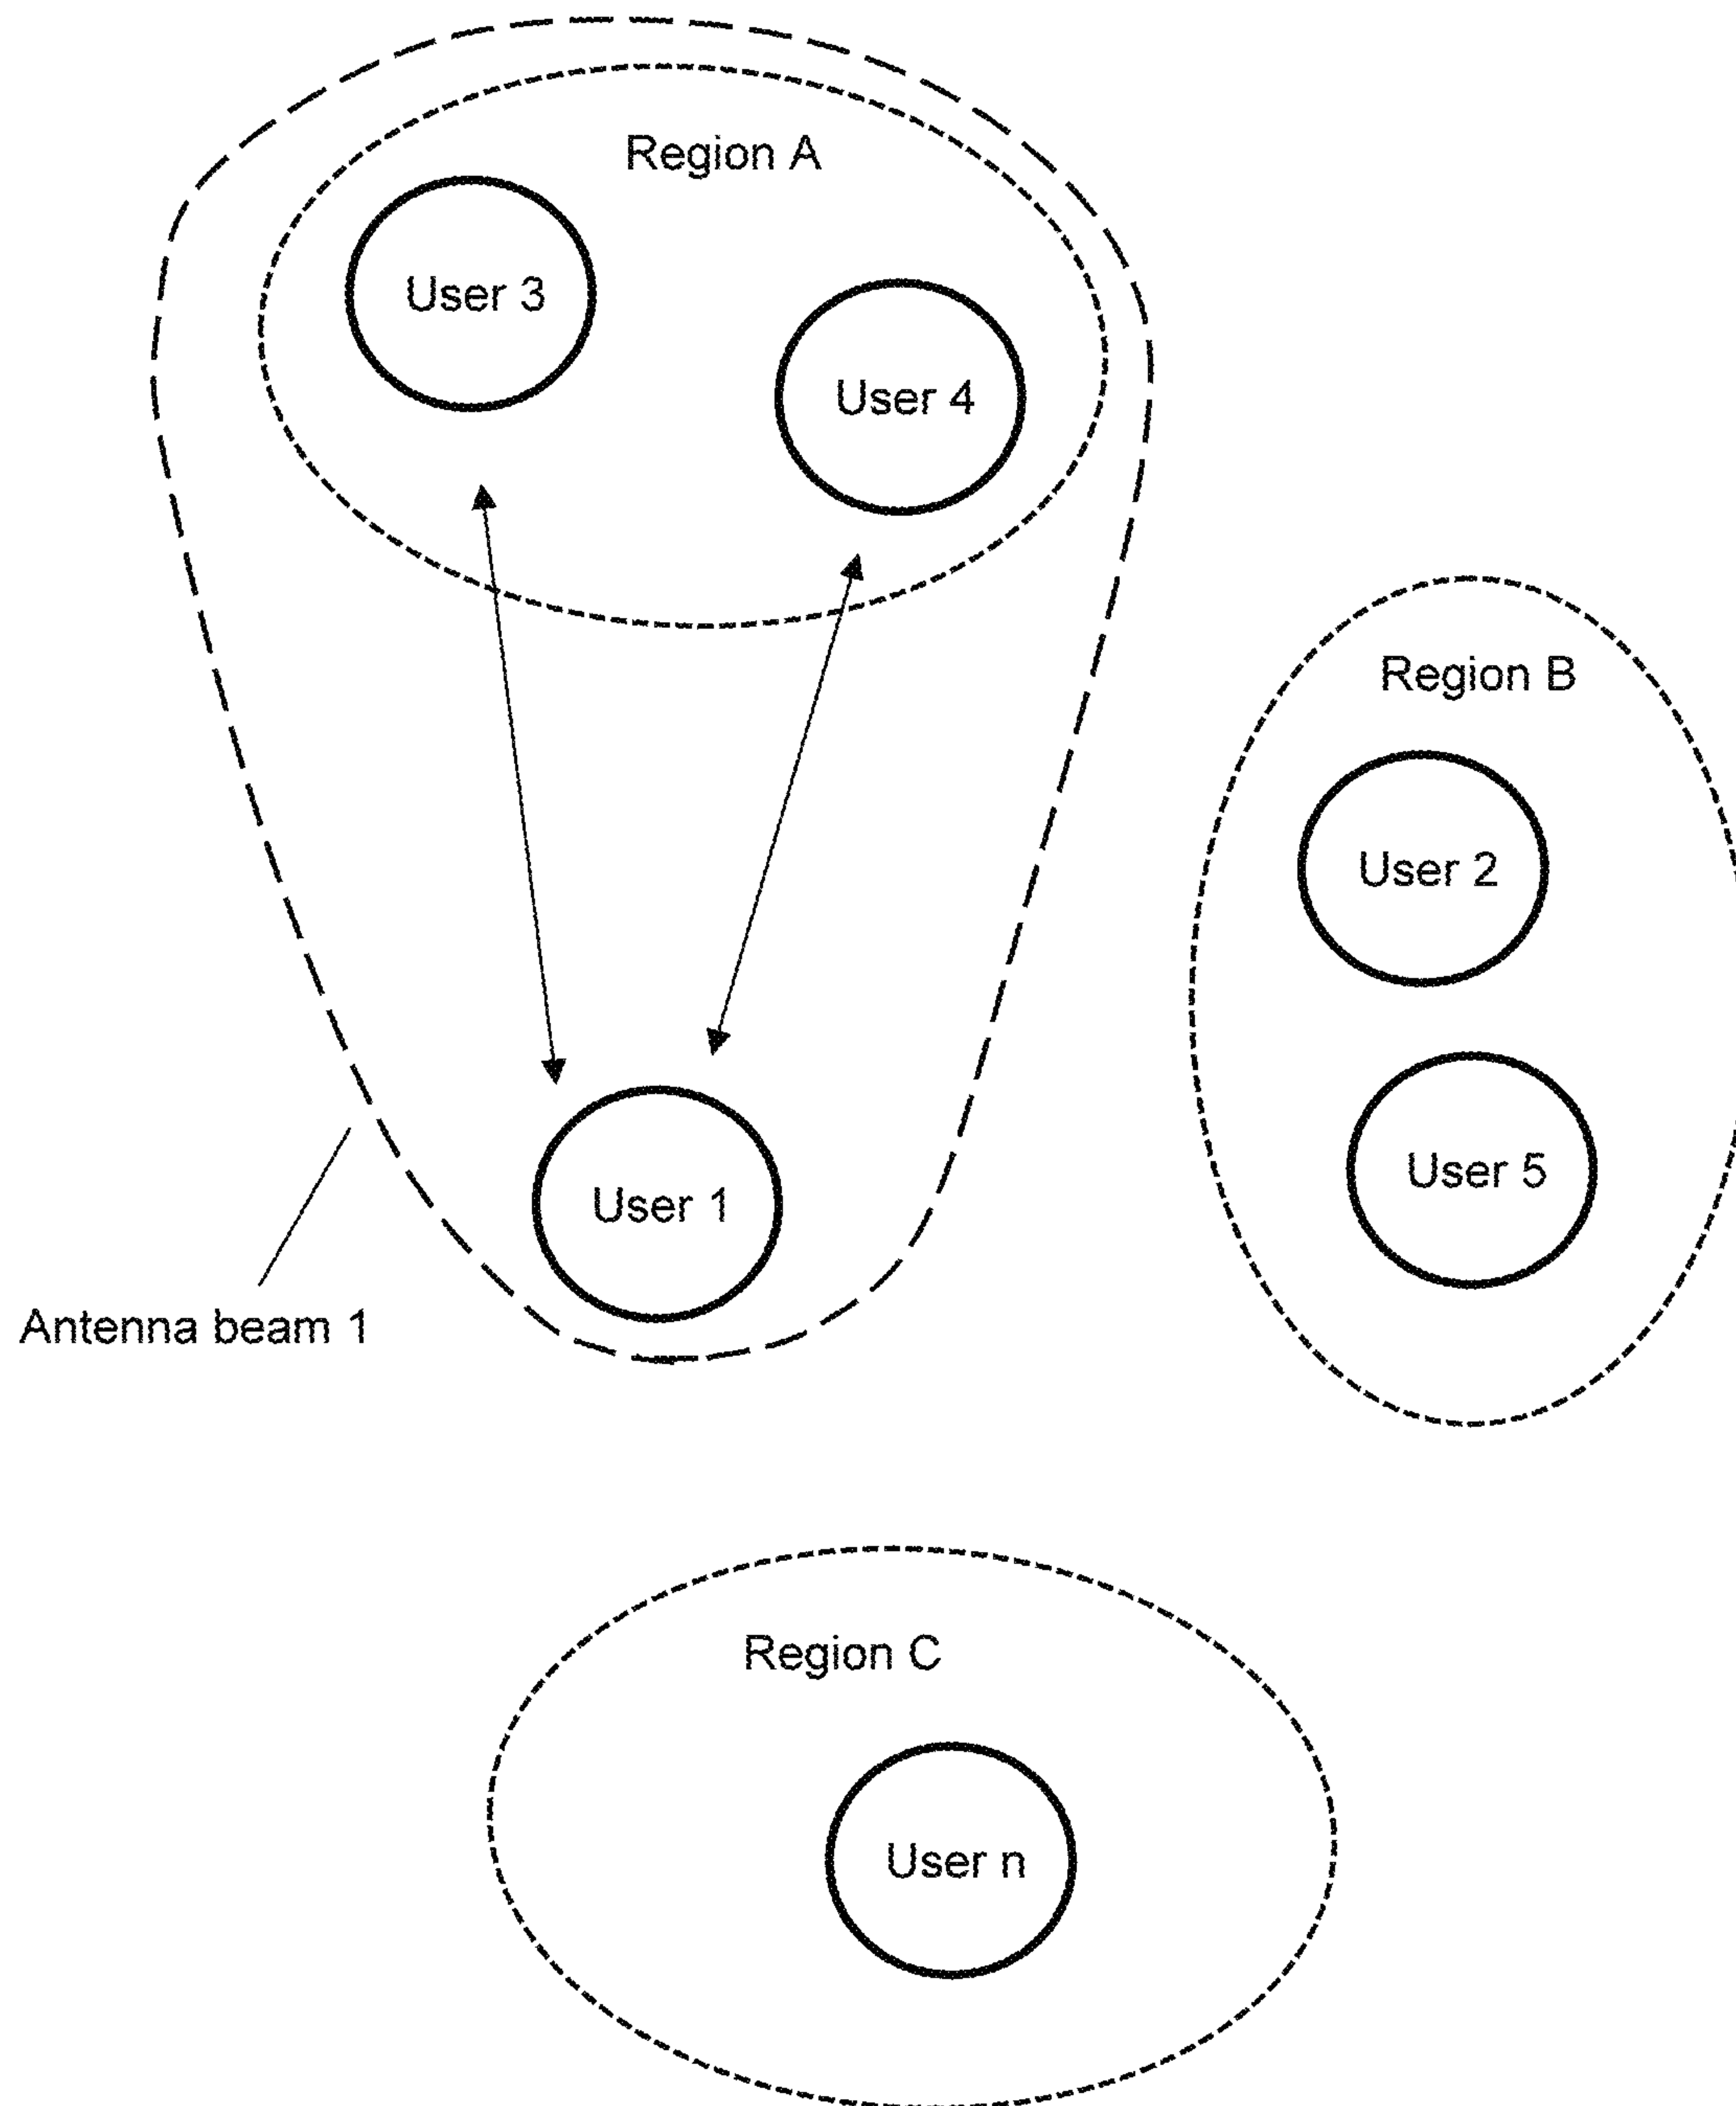 Region A
User 3
User 4
Region B
User 2
User 5
User 1
Antenna beam 1
Region C
User n